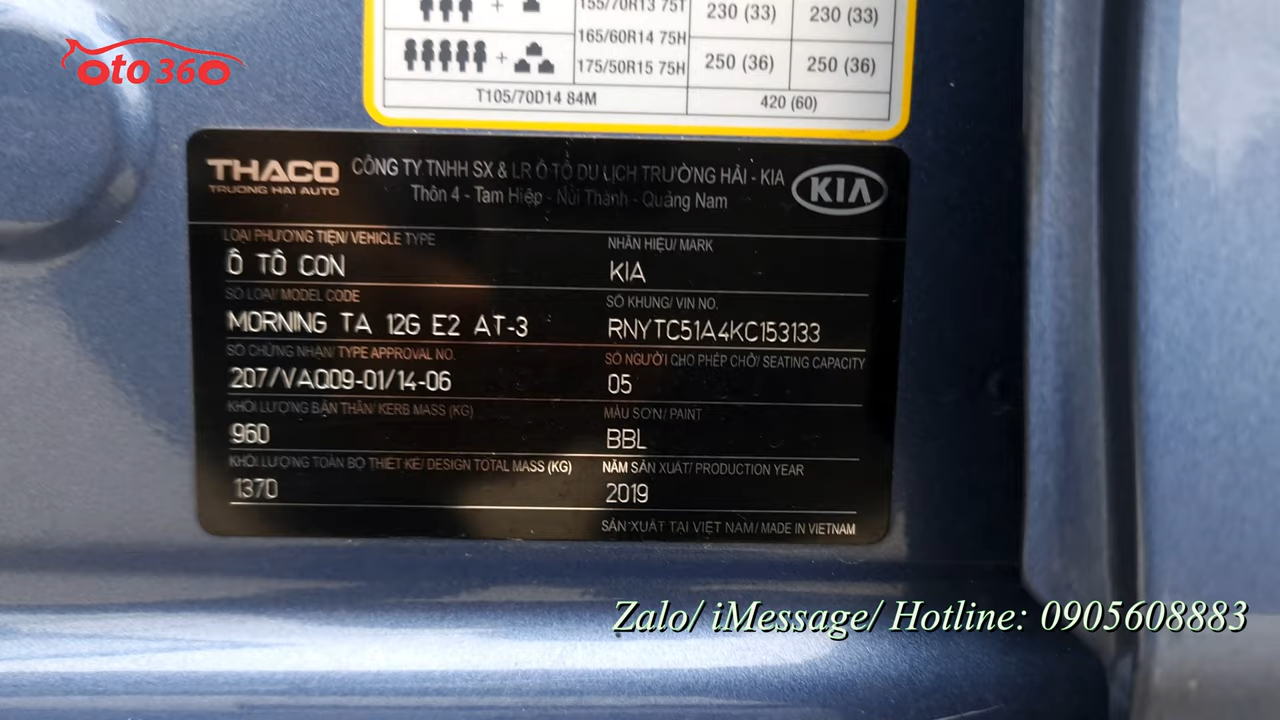 oto 360
+ 155/70R13 75T 230 (33) 230 (33)
165/60R14 75H
+ 175/50R15 75H 250 (36) 250 (36)
T105/70D14 84M 420 (60)
THACO
TRUONG HAI AUTO
CÔNG TY TNHH SX & LR Ô TÔ DU LỊCH TRƯỜNG HẢI - KIA
Thôn 4 - Tam Hiệp - Núi Thành - Quảng Nam
KIA
LOẠI PHƯƠNG TIỆN/ VEHICLE TYPE
Ô TÔ CON
NHÃN HIỆU/ MARK
KIA
SỐ LOẠI/ MODEL CODE
MORNING TA 12G E2 AT-3
SỐ KHUNG/ VIN NO.
RNYTC51A4KC153133
SỐ CHỨNG NHẬN/ TYPE APPROVAL NO.
207/VAQ09-01/14-06
SỐ NGƯỜI CHO PHÉP CHỞ/ SEATING CAPACITY
05
KHỐI LƯỢNG BẢN THÂN/ KERB MASS (KG)
960
MÀU SƠN/ PAINT
BBL
KHỐI LƯỢNG TOÀN BỘ THIẾT KẾ/ DESIGN TOTAL MASS (KG)
1370
NĂM SẢN XUẤT/ PRODUCTION YEAR
2019
SẢN XUẤT TẠI VIỆT NAM/ MADE IN VIETNAM
Zalo/ iMessage/ Hotline: 0905608883